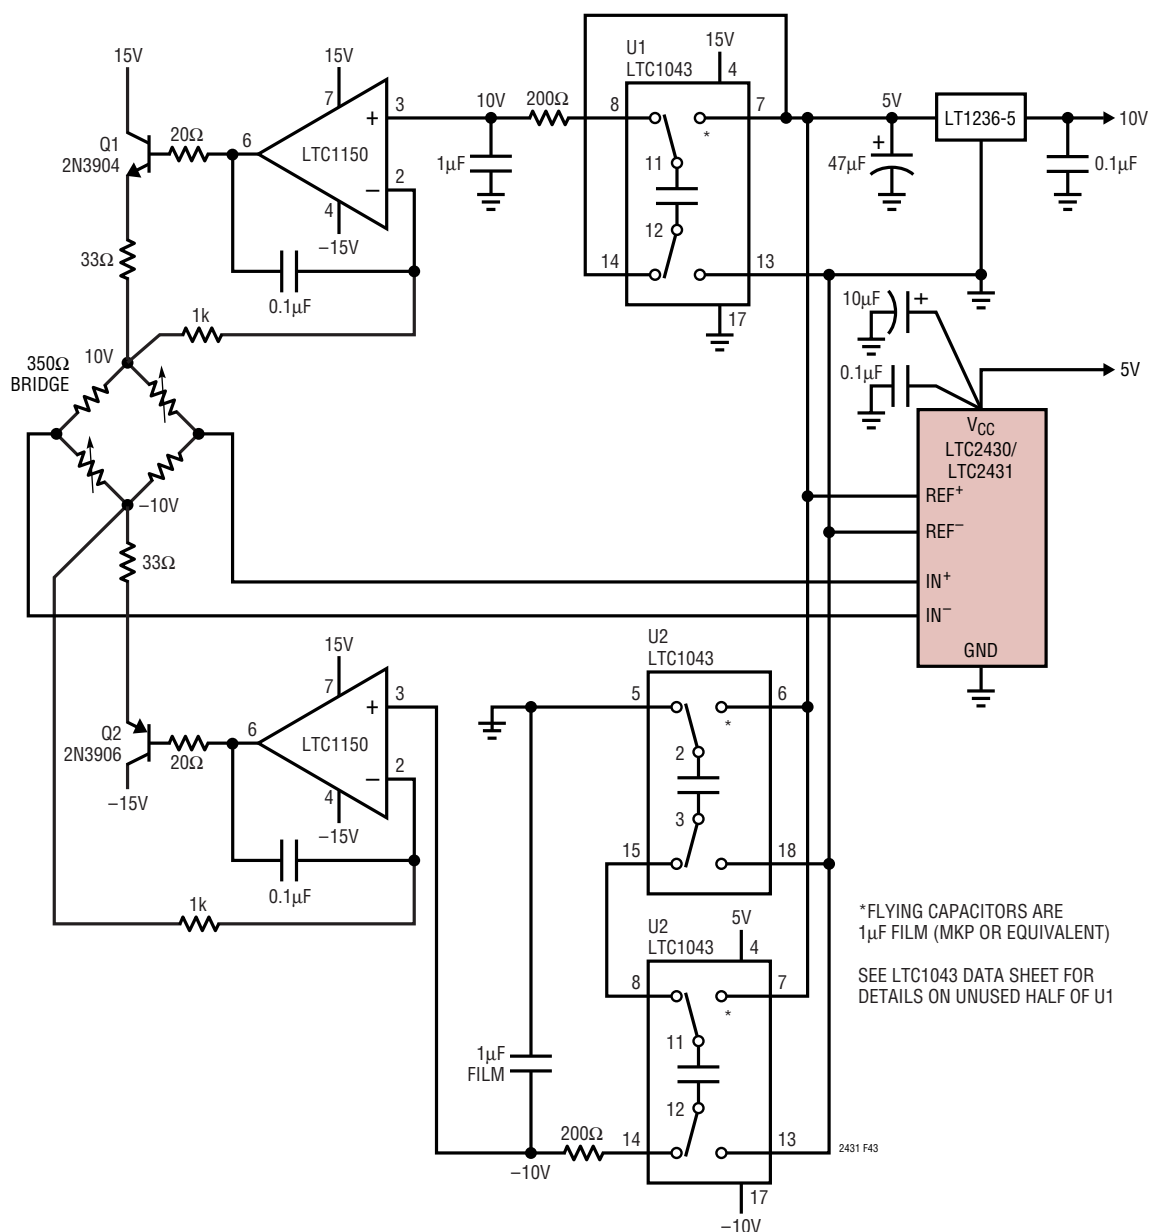 15V
Q1
2N3904
20Ω
6
15V
7
LTC1150
+
3
−
2
4
−15V
0.1µF
33Ω
1k
10V
350Ω
BRIDGE
−10V
33Ω
10V
1µF
200Ω
U1
LTC1043
15V
4
8
7
*
11
12
14
13
17
5V
+
47µF
LT1236-5
10V
0.1µF
10µF
+
0.1µF
5V
VCC
LTC2430/
LTC2431
REF+
REF−
IN+
IN−
GND
Q2
2N3906
−15V
20Ω
6
15V
7
LTC1150
+
3
−
2
4
−15V
0.1µF
1k
U2
LTC1043
5
6
*
2
3
15
18
U2
LTC1043
5V
4
8
7
*
11
12
14
13
17
−10V
1µF
FILM
200Ω
−10V
*FLYING CAPACITORS ARE
1µF FILM (MKP OR EQUIVALENT)
SEE LTC1043 DATA SHEET FOR
DETAILS ON UNUSED HALF OF U1
2431 F43